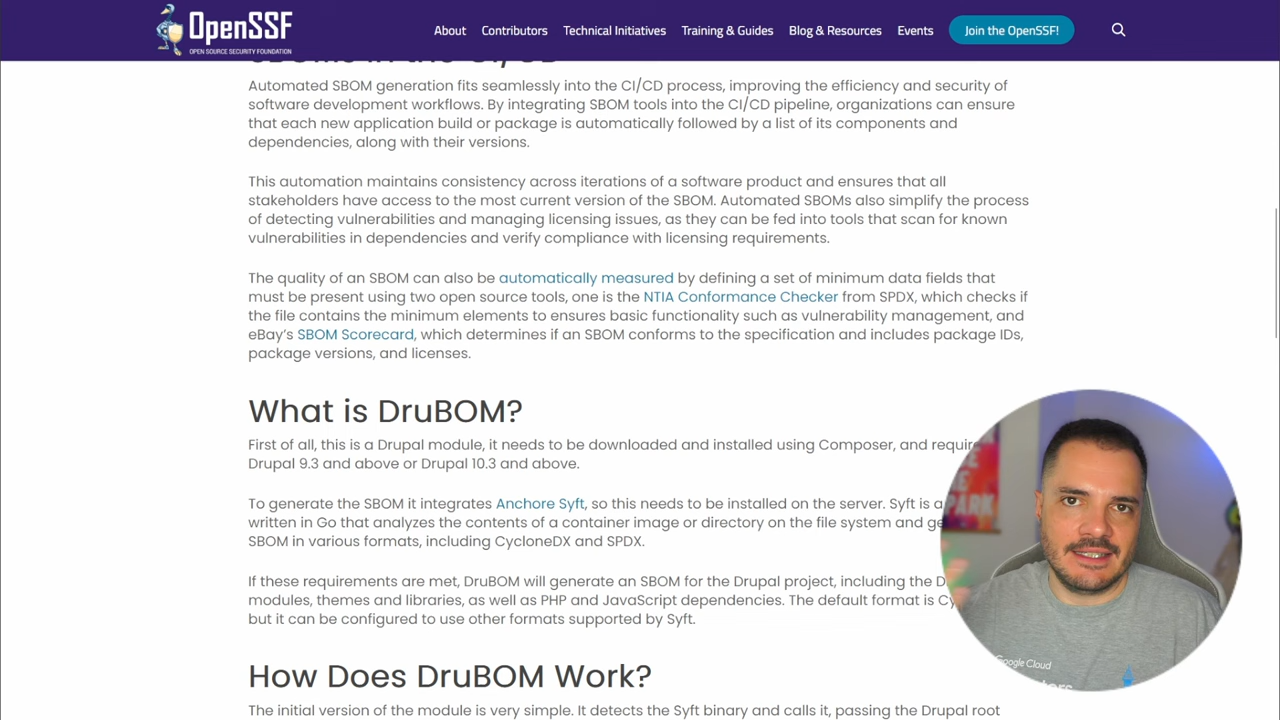 OpenSSF
OPEN SOURCE SECURITY FOUNDATION
About Contributors Technical Initiatives Training & Guides Blog & Resources Events Join the OpenSSF!
SBOMs in the CI/CD
Automated SBOM generation fits seamlessly into the CI/CD process, improving the efficiency and security of
software development workflows. By integrating SBOM tools into the CI/CD pipeline, organizations can ensure
that each new application build or package is automatically followed by a list of its components and
dependencies, along with their versions.
This automation maintains consistency across iterations of a software product and ensures that all
stakeholders have access to the most current version of the SBOM. Automated SBOMs also simplify the process
of detecting vulnerabilities and managing licensing issues, as they can be fed into tools that scan for known
vulnerabilities in dependencies and verify compliance with licensing requirements.
The quality of an SBOM can also be automatically measured by defining a set of minimum data fields that
must be present using two open source tools, one is the NTIA Conformance Checker from SPDX, which checks if
the file contains the minimum elements to ensures basic functionality such as vulnerability management, and
eBay's SBOM Scorecard, which determines if an SBOM conforms to the specification and includes package IDs,
package versions, and licenses.
What is DruBOM?
First of all, this is a Drupal module, it needs to be downloaded and installed using Composer, and require
Drupal 9.3 and above or Drupal 10.3 and above.
To generate the SBOM it integrates Anchore Syft, so this needs to be installed on the server. Syft is a
written in Go that analyzes the contents of a container image or directory on the file system and ge
SBOM in various formats, including CycloneDX and SPDX.
If these requirements are met, DruBOM will generate an SBOM for the Drupal project, including the D
modules, themes and libraries, as well as PHP and JavaScript dependencies. The default format is Cy
but it can be configured to use other formats supported by Syft.
How Does DruBOM Work?
The initial version of the module is very simple. It detects the Syft binary and calls it, passing the Drupal root
PARK
Google Cloud